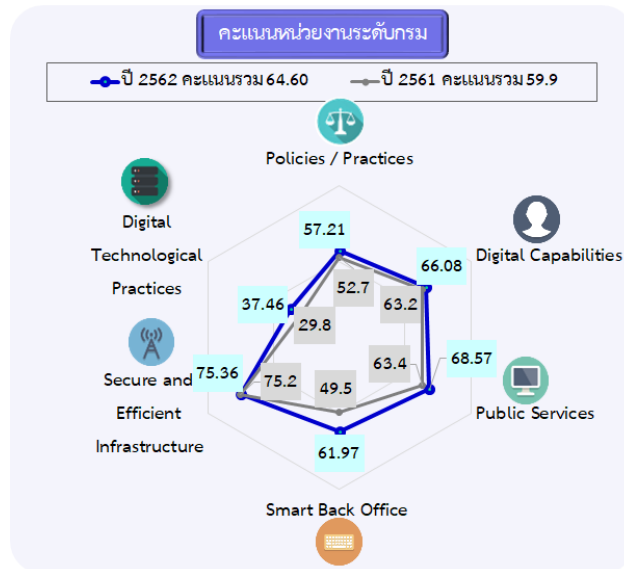 คะแนนหน่วยงานระดับกรม
ปี 2562 คะแนนรวม 64.60
ปี 2561 คะแนนรวม 59.9
Policies / Practices
Digital
Technological
Practices
Digital Capabilities
57.21
66.08
52.7
63.2
37.46
29.8
Secure and
Efficient
Infrastructure
75.36
75.2
49.5
63.4
68.57
Public Services
61.97
Smart Back Office